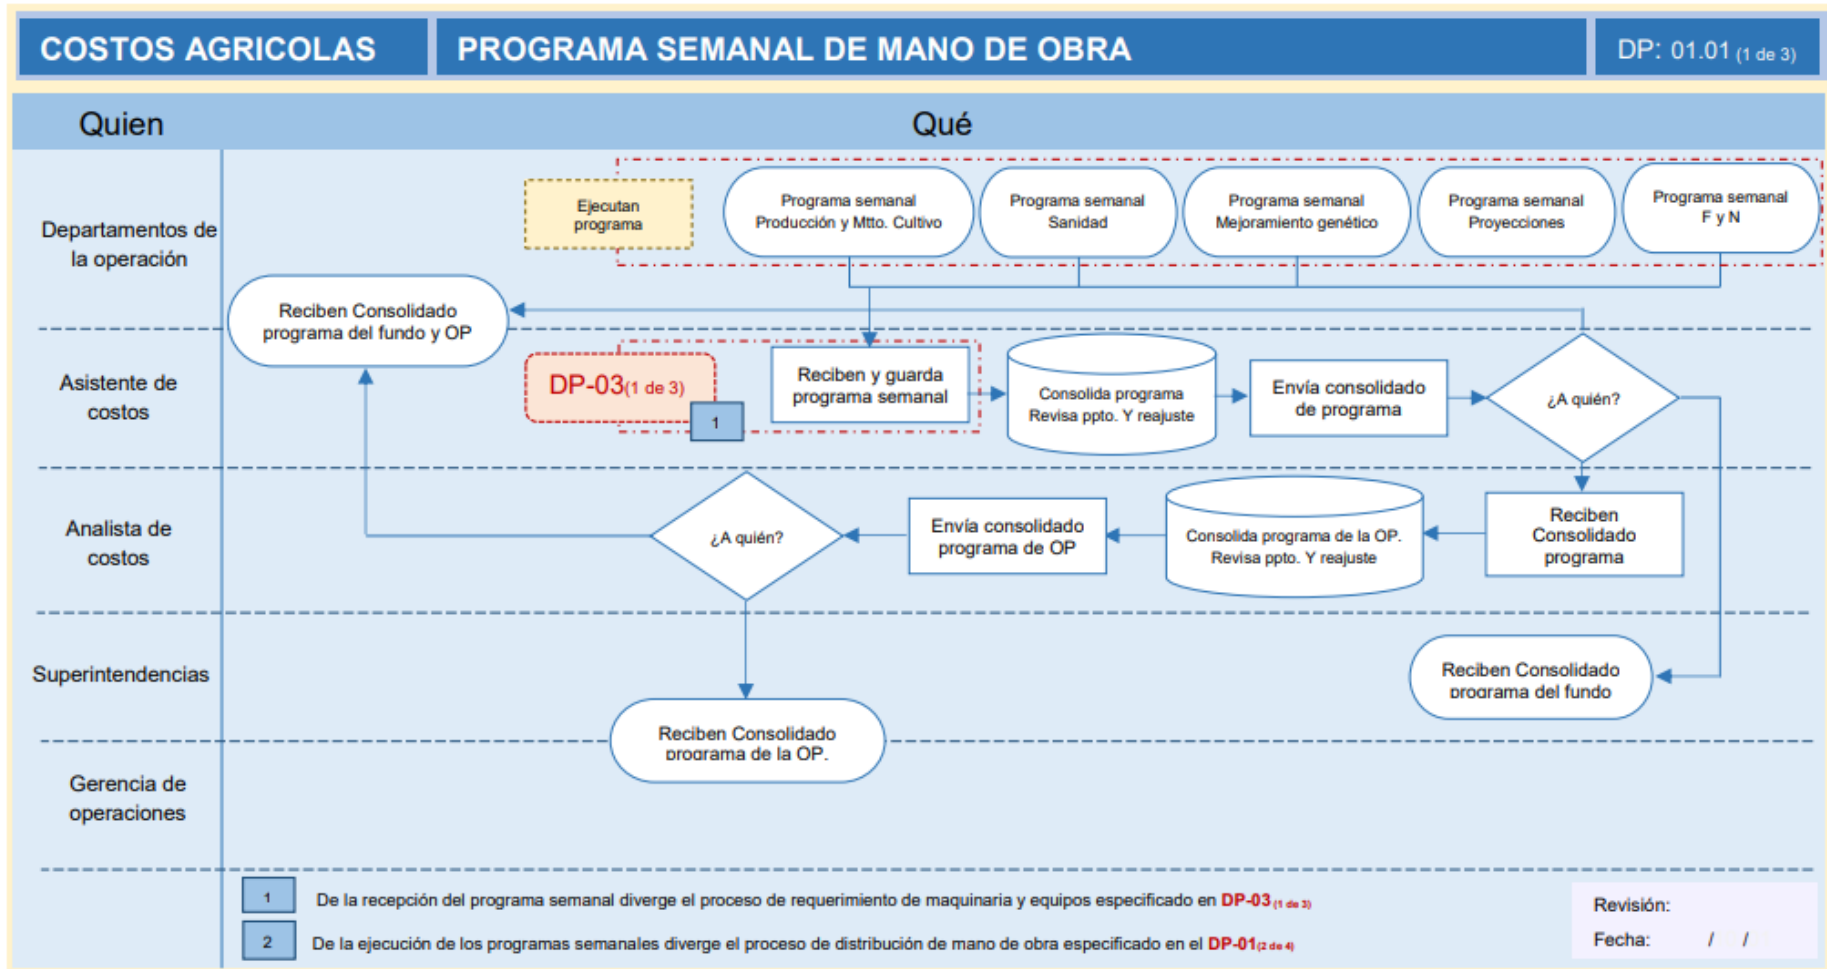 COSTOS AGRICOLAS
PROGRAMA SEMANAL DE MANO DE OBRA
DP: 01.01 (1 de 3)
Quien
Qué
Departamentos de
la operación
Ejecutan
programa
Programa semanal
Producción y Mtto. Cultivo
Programa semanal
Sanidad
Programa semanal
Mejoramiento genético
Programa semanal
Proyecciones
Programa semanal
F y N
Reciben Consolidado
programa del fundo y OP
Asistente de
costos
DP-03(1 de 3)
1
Reciben y guarda
programa semanal
Consolida programa
Revisa ppto. Y reajuste
Envía consolidado
de programa
¿A quién?
Analista de
costos
¿A quién?
Envía consolidado
programa de OP
Consolida programa de la OP.
Revisa ppto. Y reajuste
Reciben
Consolidado
programa
Superintendencias
Reciben Consolidado
programa del fundo
Reciben Consolidado
programa de la OP.
Gerencia de
operaciones
1
De la recepción del programa semanal diverge el proceso de requerimiento de maquinaria y equipos especificado en DP-03 (1 de 3)
2
De la ejecución de los programas semanales diverge el proceso de distribución de mano de obra especificado en el DP-01(2 de 4)
Revisión:
Fecha: / /